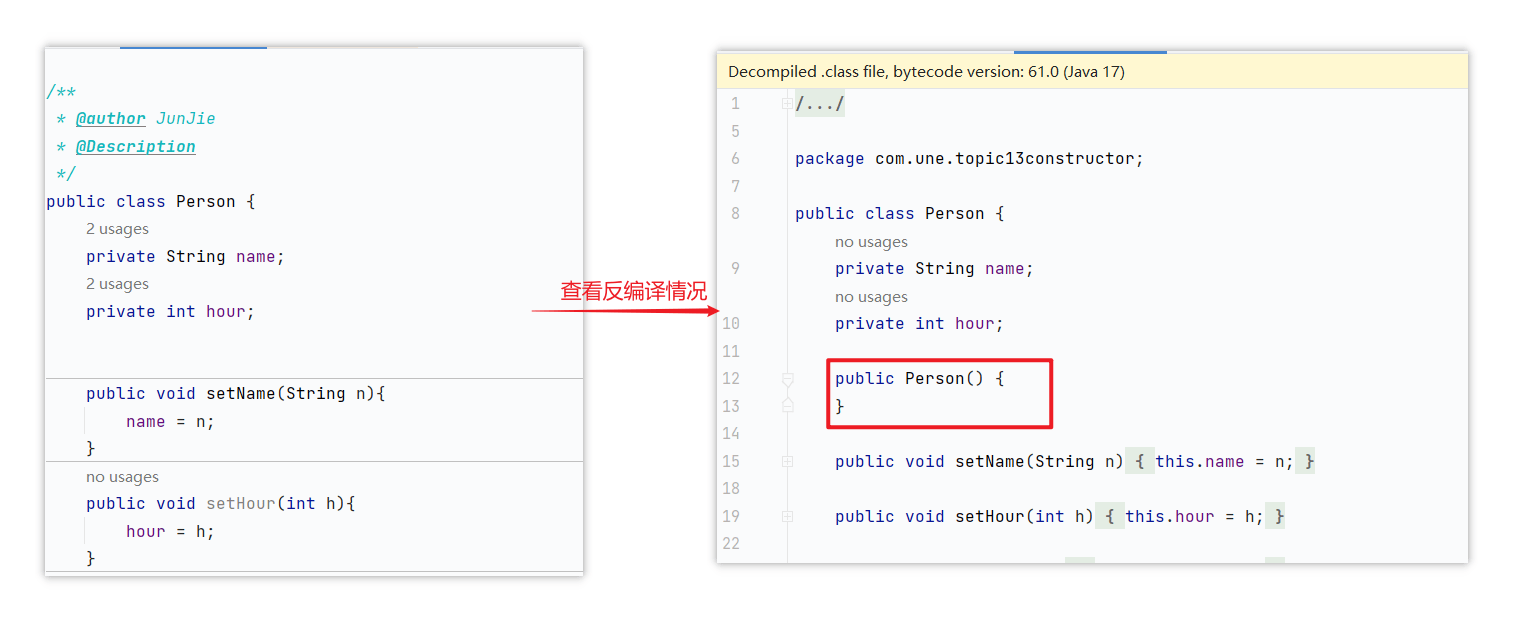 /**
* @author JunJie
* @Description
*/
public class Person {
2 usages
private String name;
2 usages
private int hour;
public void setName(String n){
name = n;
}
no usages
public void setHour(int h){
hour = h;
}
查看反编译情况
Decompiled .class file, bytecode version: 61.0 (Java 17)
1 /.../
5
6 package com.une.topic13constructor;
7
8 public class Person {
no usages
9 private String name;
no usages
10 private int hour;
11
12 public Person() {
13 }
14
15 public void setName(String n) { this.name = n; }
18
19 public void setHour(int h) { this.hour = h; }
22